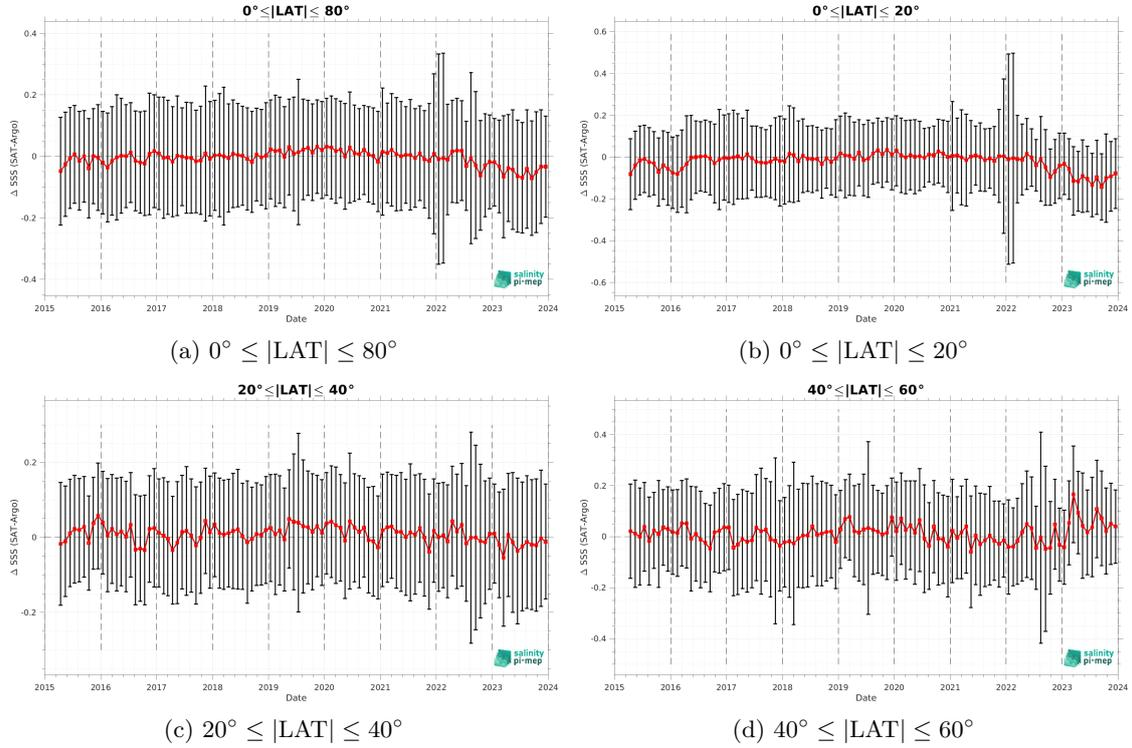 0°≤|LAT|≤ 80°
0.4
0.2
0
-0.2
-0.4
Δ SSS (SAT-Argo)
2015 2016 2017 2018 2019 2020 2021 2022 2023 2024
Date
salinity
pi-mep
(a) 0° ≤ |LAT| ≤ 80°
0°≤|LAT|≤ 20°
0.6
0.4
0.2
0
-0.2
-0.4
-0.6
Δ SSS (SAT-Argo)
2015 2016 2017 2018 2019 2020 2021 2022 2023 2024
Date
salinity
pi-mep
(b) 0° ≤ |LAT| ≤ 20°
20°≤|LAT|≤ 40°
0.2
0
-0.2
Δ SSS (SAT-Argo)
2015 2016 2017 2018 2019 2020 2021 2022 2023 2024
Date
salinity
pi-mep
(c) 20° ≤ |LAT| ≤ 40°
40°≤|LAT|≤ 60°
0.4
0.2
0
-0.2
-0.4
Δ SSS (SAT-Argo)
2015 2016 2017 2018 2019 2020 2021 2022 2023 2024
Date
salinity
pi-mep
(d) 40° ≤ |LAT| ≤ 60°